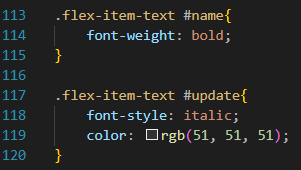 113 .flex-item-text #name{
114 font-weight: bold;
115 }
116
117 .flex-item-text #update{
118 font-style: italic;
119 color: rgb(51, 51, 51);
120 }